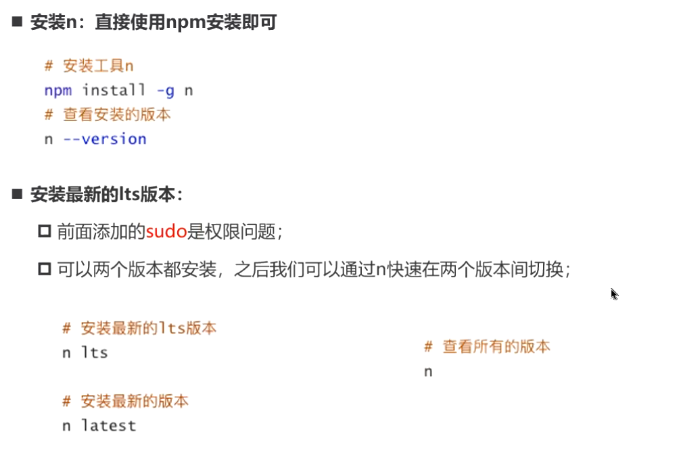 安装n：直接使用npm安装即可
# 安装工具n
npm install -g n
# 查看安装的版本
n --version
安装最新的lts版本：
前面添加的sudo是权限问题；
可以两个版本都安装，之后我们可以通过n快速在两个版本间切换；
# 安装最新的lts版本
n lts
# 安装最新的版本
n latest
# 查看所有的版本
n